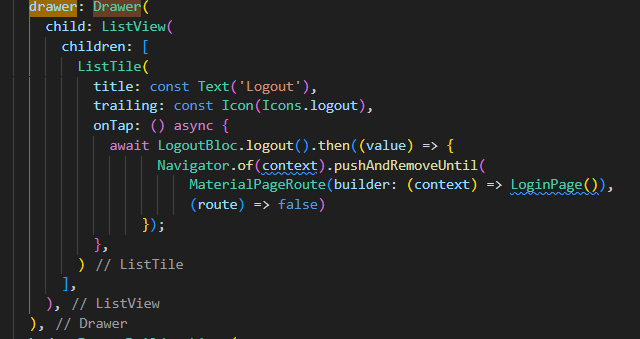 drawer: Drawer(
child: ListView(
children: [
ListTile(
title: const Text('Logout'),
trailing: const Icon(Icons.logout),
onTap: () async {
await LogoutBloc.logout().then((value) => {
Navigator.of(context).pushAndRemoveUntil(
MaterialPageRoute(builder: (context) => LoginPage()),
(route) => false)
});
},
) // ListTile
],
), // ListView
), // Drawer